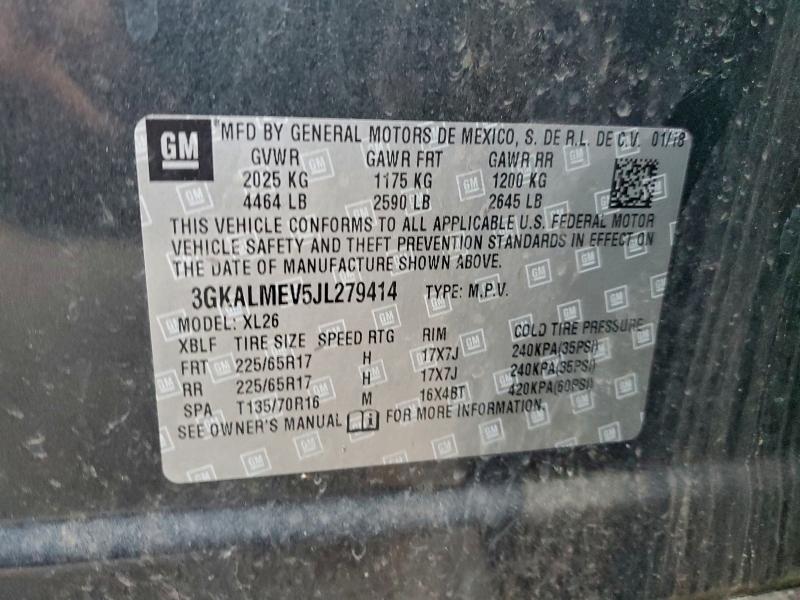 GM MFD BY GENERAL MOTORS DE MEXICO, S. DE R.L. DE C.V. 01/18
GVWR GAWR FRT GAWR RR
2025 KG 1175 KG 1200 KG
4464 LB 2590 LB 2645 LB
THIS VEHICLE CONFORMS TO ALL APPLICABLE U.S. FEDERAL MOTOR
VEHICLE SAFETY AND THEFT PREVENTION STANDARDS IN EFFECT ON
THE DATE OF MANUFACTURE SHOWN ABOVE.
3GKALMEV5JL279414 TYPE: M.P.V.
MODEL: XL26
XBLF TIRE SIZE SPEED RTG RIM COLD TIRE PRESSURE
FRT 225/65R17 H 17X7J 240KPA(35PSI)
RR 225/65R17 H 17X7J 240KPA(35PSI)
SPA T135/70R16 M 16X4BT 420KPA(60PSI)
SEE OWNER'S MANUAL FOR MORE INFORMATION.